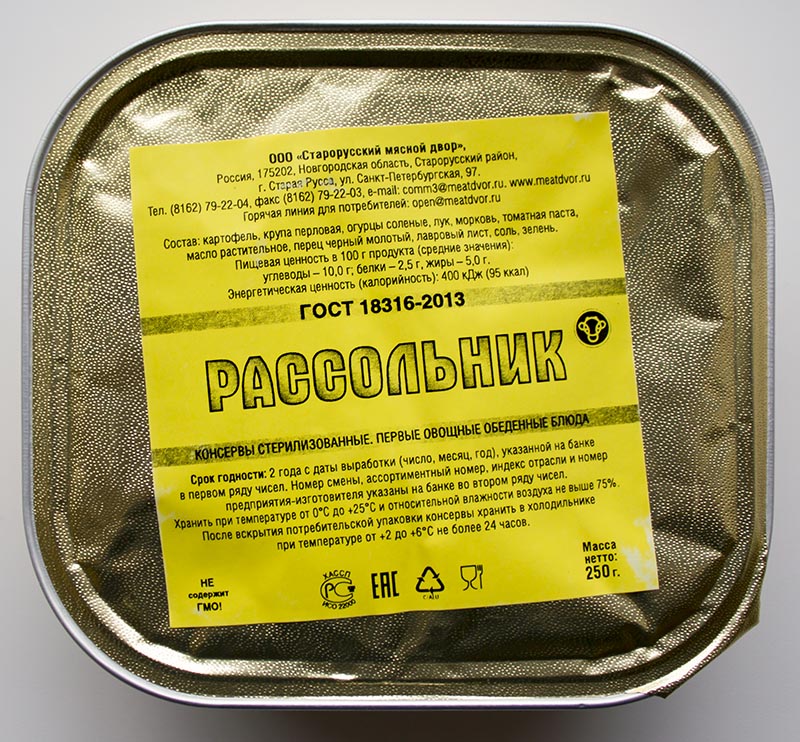 ООО «Старорусский мясной двор»,
Россия, 175202, Новгородская область, Старорусский район,
г. Старая Русса, ул. Санкт-Петербургская, 97.
Тел. (8162) 79-22-04, факс (8162) 79-22-03, e-mail: comm3@meatdvor.ru. www.meatdvor.ru
Горячая линия для потребителей: open@meatdvor.ru
Состав: картофель, крупа перловая, огурцы соленые, лук, морковь, томатная паста,
масло растительное, перец черный молотый, лавровый лист, соль, зелень.
Пищевая ценность в 100 г продукта (средние значения):
углеводы – 10,0 г; белки – 2,5 г, жиры – 5,0 г.
Энергетическая ценность (калорийность): 400 кДж (95 ккал)
ГОСТ 18316-2013
РАССОЛЬНИК
КОНСЕРВЫ СТЕРИЛИЗОВАННЫЕ. ПЕРВЫЕ ОВОЩНЫЕ ОБЕДЕННЫЕ БЛЮДА
Срок годности: 2 года с даты выработки (число, месяц, год), указанной на банке
в первом ряду чисел. Номер смены, ассортиментный номер, индекс отрасли и номер
предприятия-изготовителя указаны на банке во втором ряду чисел.
Хранить при температуре от 0°С до +25°С и относительной влажности воздуха не выше 75%.
После вскрытия потребительской упаковки консервы хранить в холодильнике
при температуре от +2 до +6°С не более 24 часов.
НЕ
содержит
ГМО!
ХАССП
РС
ИСО 22000
ЕАС
C/ALU
Масса
нетто:
250 г.